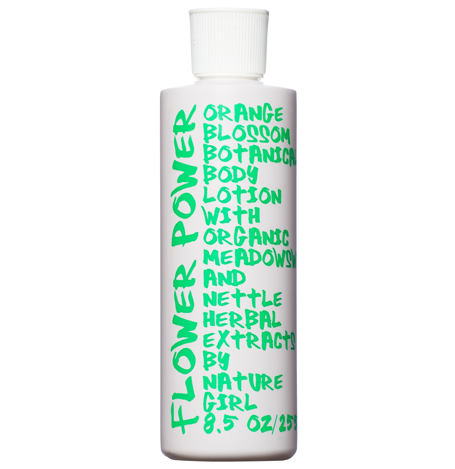 FLOWER POWER
ORANGE
BLOSSOM
BOTANICAL
BODY
LOTION
WITH
ORGANIC
MEADOWSW
AND
NETTLE
HERBAL
EXTRACTS
BY
NATURE
GIRL
8.5 OZ/25